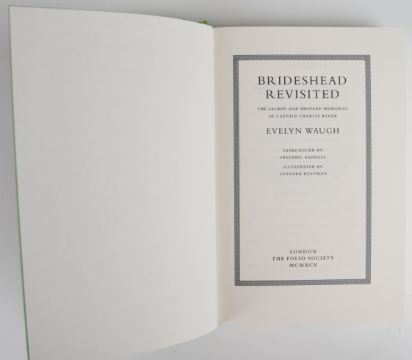 BRIDESHEAD
REVISITED
THE SACRED AND PROFANE MEMORIES
OF CAPTAIN CHARLES RYDER
EVELYN WAUGH
INTRODUCED BY
FREDERIC RAPHAEL
ILLUSTRATED BY
LEONARD ROSOMAN
LONDON
THE FOLIO SOCIETY
MCMXCV